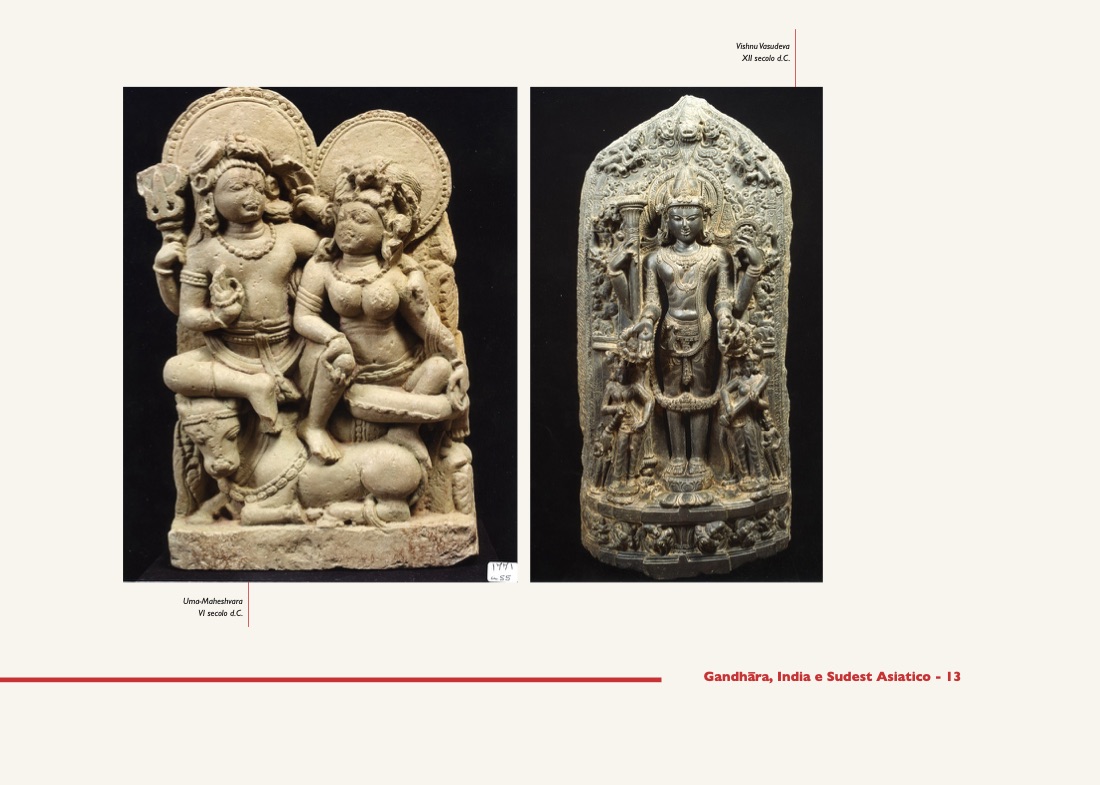 Vishnu Vasudeva
XII secolo d.C.
Uma-Maheshvara
VI secolo d.C.
Gandhāra, India e Sudest Asiatico - 13